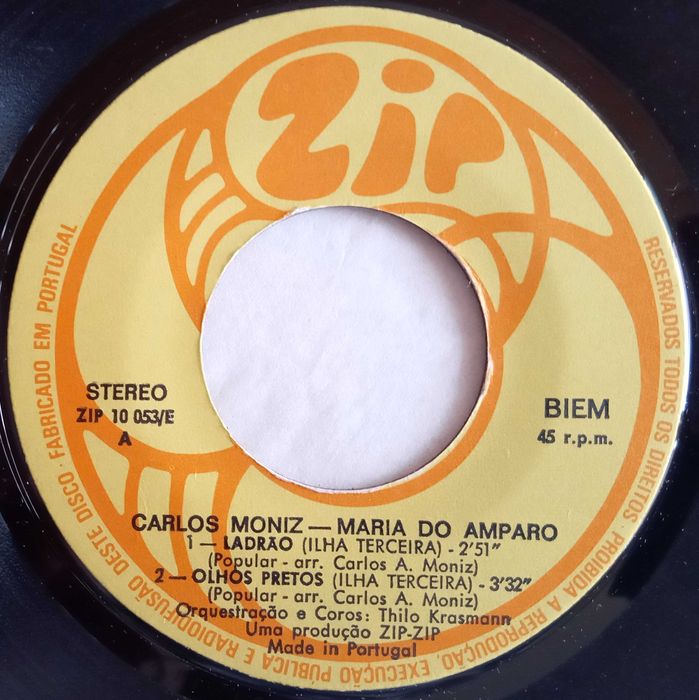 Zip
STEREO
ZIP 10 053/E
A
BIEM
45 r.p.m.
CARLOS MONIZ — MARIA DO AMPARO
1 — LADRÃO (ILHA TERCEIRA) - 2'51"
(Popular - arr. Carlos A. Moniz)
2 — OLHOS PRETOS (ILHA TERCEIRA) - 3'32"
(Popular - arr. Carlos A. Moniz)
Orquestração e Coros: Thilo Krasmann
Uma produção ZIP-ZIP
Made in Portugal
RESERVADOS TODOS OS DIREITOS · PROIBIDA A REPRODUÇÃO, EXECUÇÃO PÚBLICA E RADIODIFUSÃO DESTE DISCO · FABRICADO EM PORTUGAL